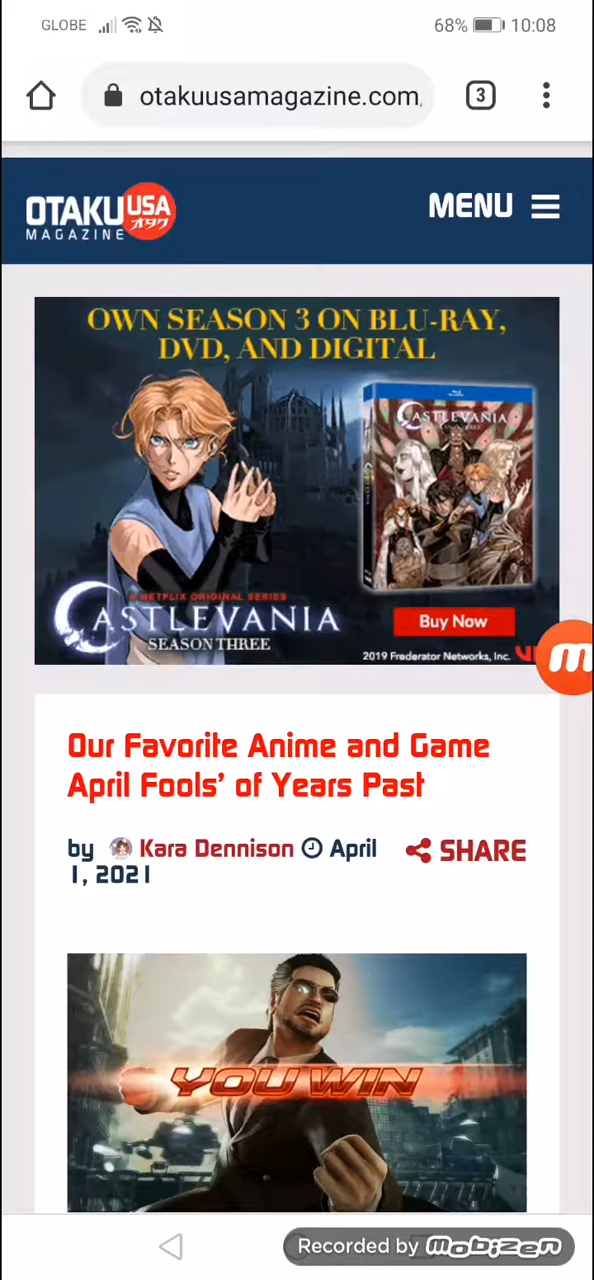 GLOBE 68% 10:08
otakuusamagazine.com, 3
OTAKU USA オタク
MAGAZINE
MENU
OWN SEASON 3 ON BLU-RAY,
DVD, AND DIGITAL
CASTLEVANIA
A NETFLIX ORIGINAL SERIES
CASTLEVANIA
SEASON THREE
Buy Now
2019 Frederator Networks, Inc.
Our Favorite Anime and Game
April Fools' of Years Past
by Kara Dennison April
1, 2021
SHARE
YOU WIN
Recorded by mobizen